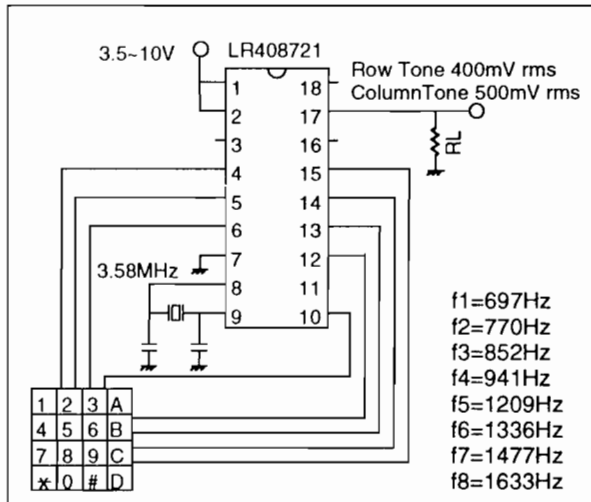 3.5~10V
LR408721
Row Tone 400mV rms
ColumnTone 500mV rms
1 18
2 17
3 16
4 15
5 14
6 13
7 12
8 11
9 10
RL
3.58MHz
f1=697Hz
f2=770Hz
f3=852Hz
f4=941Hz
f5=1209Hz
f6=1336Hz
f7=1477Hz
f8=1633Hz
1 2 3 A
4 5 6 B
7 8 9 C
* 0 # D